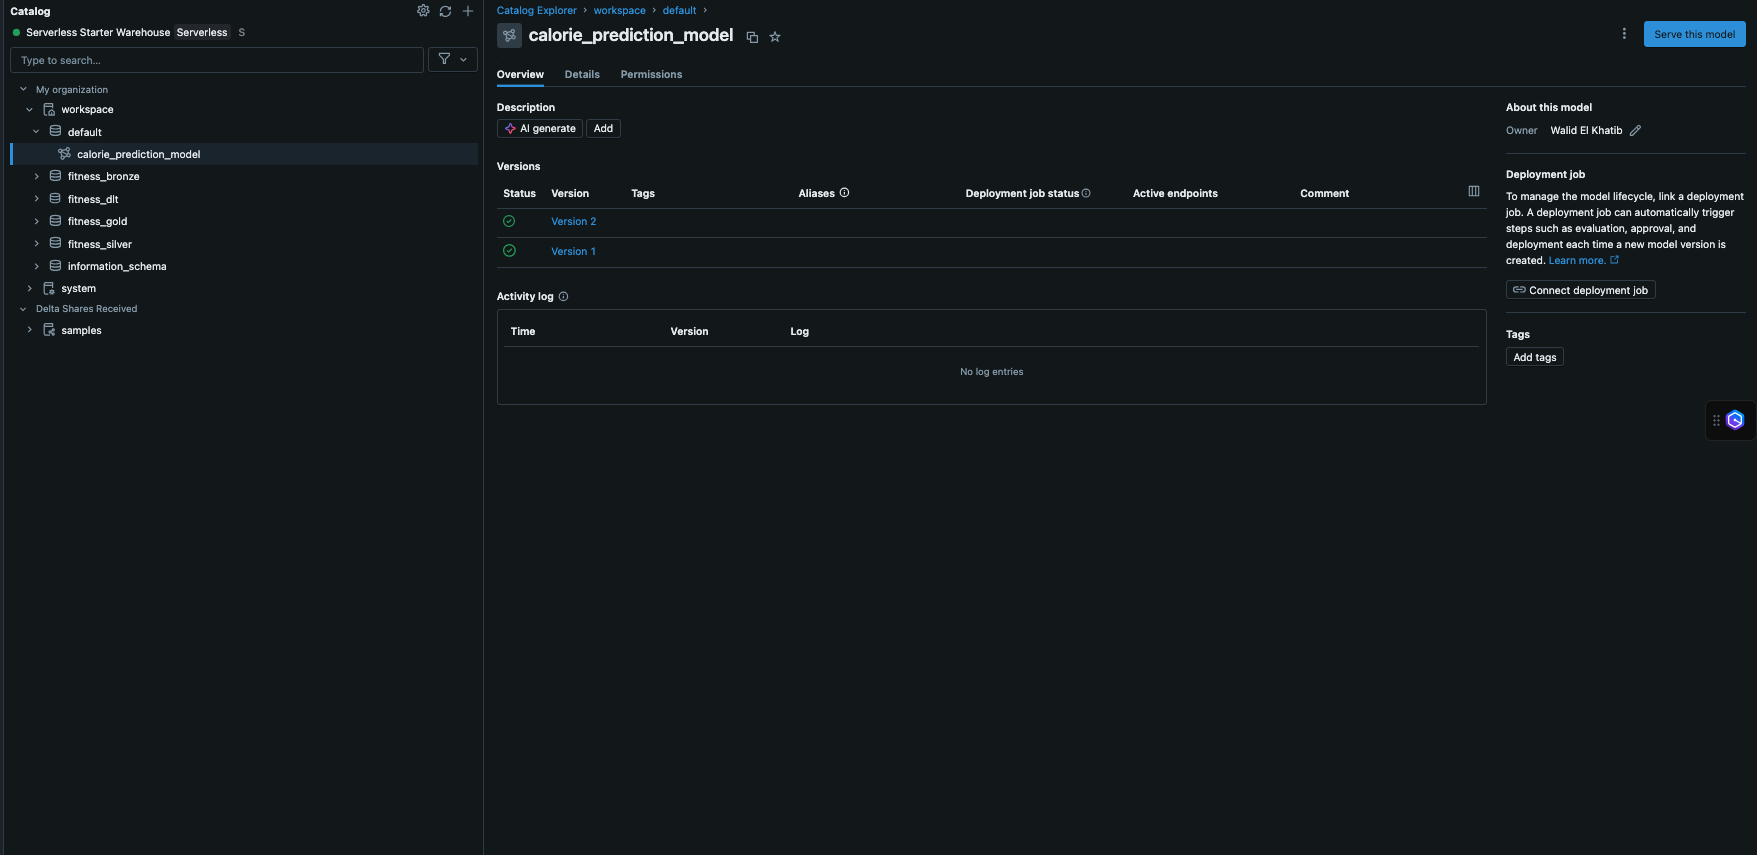 Catalog
Serverless Starter Warehouse Serverless S
Type to search...
My organization
workspace
default
calorie_prediction_model
fitness_bronze
fitness_dlt
fitness_gold
fitness_silver
information_schema
system
Delta Shares Received
samples
Catalog Explorer > workspace > default >
calorie_prediction_model
Serve this model
Overview Details Permissions
Description
AI generate Add
Versions
Status Version Tags Aliases Deployment job status Active endpoints Comment
Version 2
Version 1
Activity log
Time Version Log
No log entries
About this model
Owner Walid El Khatib
Deployment job
To manage the model lifecycle, link a deployment
job. A deployment job can automatically trigger
steps such as evaluation, approval, and
deployment each time a new model version is
created. Learn more.
Connect deployment job
Tags
Add tags